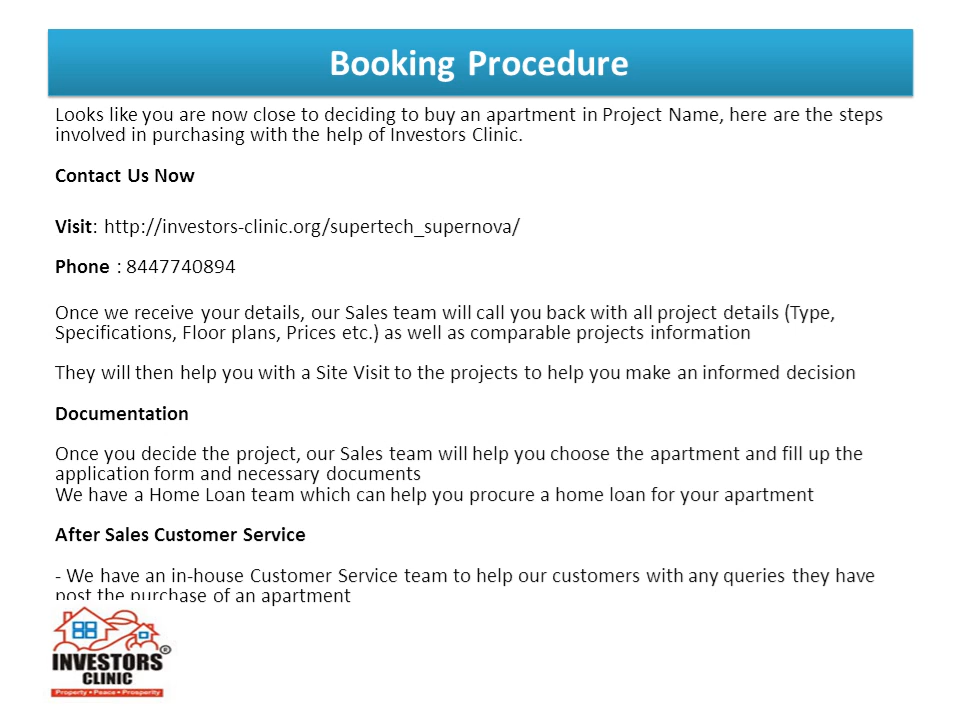 Booking Procedure
Looks like you are now close to deciding to buy an apartment in Project Name, here are the steps
involved in purchasing with the help of Investors Clinic.
Contact Us Now
Visit: http://investors-clinic.org/supertech_supernova/
Phone : 8447740894
Once we receive your details, our Sales team will call you back with all project details (Type,
Specifications, Floor plans, Prices etc.) as well as comparable projects information
They will then help you with a Site Visit to the projects to help you make an informed decision
Documentation
Once you decide the project, our Sales team will help you choose the apartment and fill up the
application form and necessary documents
We have a Home Loan team which can help you procure a home loan for your apartment
After Sales Customer Service
- We have an in-house Customer Service team to help our customers with any queries they have
post the purchase of an apartment
INVESTORS®
CLINIC
Property • Peace • Prosperity